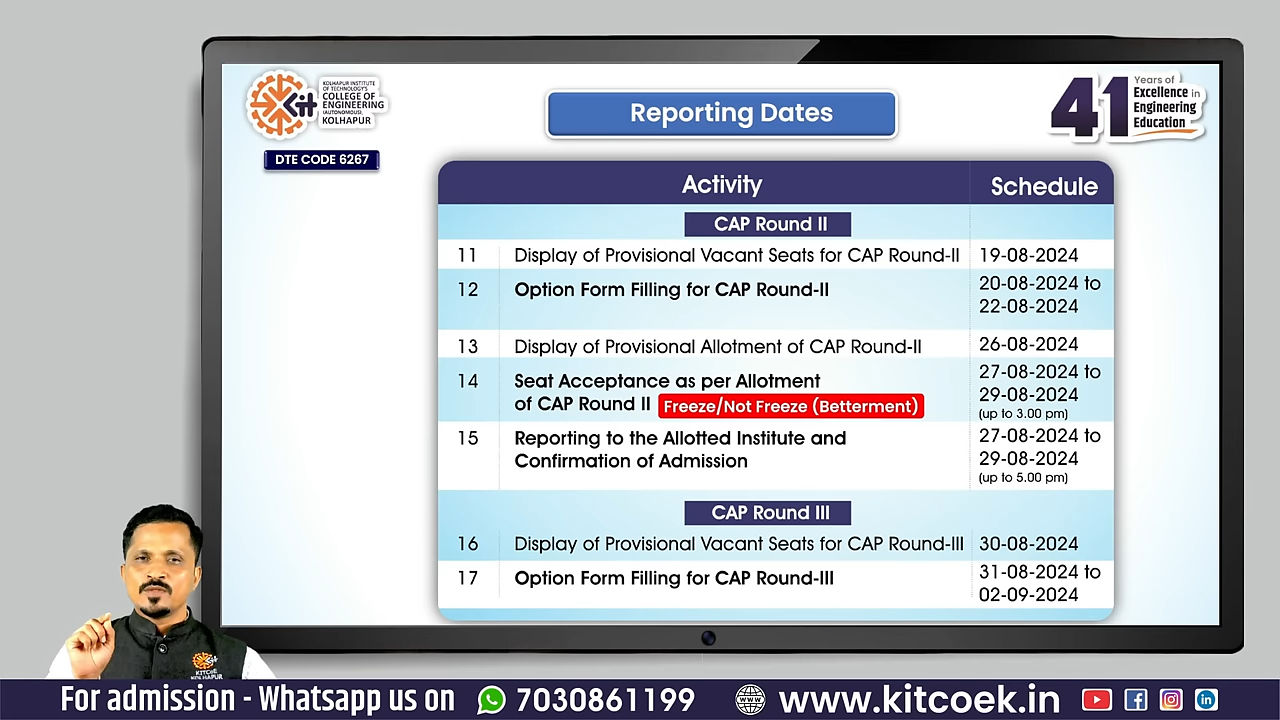 KOLHAPUR INSTITUTE
OF TECHNOLOGY'S
COLLEGE OF
ENGINEERING
(AUTONOMOUS),
KOLHAPUR
Kit
DTE CODE 6267
Reporting Dates
41 Years of
Excellence in
Engineering
Education
Activity Schedule
CAP Round II
11 Display of Provisional Vacant Seats for CAP Round-II 19-08-2024
12 Option Form Filling for CAP Round-II 20-08-2024 to
22-08-2024
13 Display of Provisional Allotment of CAP Round-II 26-08-2024
14 Seat Acceptance as per Allotment 27-08-2024 to
of CAP Round II Freeze/Not Freeze (Betterment) 29-08-2024
(up to 3.00 pm)
15 Reporting to the Allotted Institute and 27-08-2024 to
Confirmation of Admission 29-08-2024
(up to 5.00 pm)
CAP Round III
16 Display of Provisional Vacant Seats for CAP Round-III 30-08-2024
17 Option Form Filling for CAP Round-III 31-08-2024 to
02-09-2024
Kit
KITCOE
KOLHAPUR
For admission - Whatsapp us on 7030861199 www.kitcoek.in